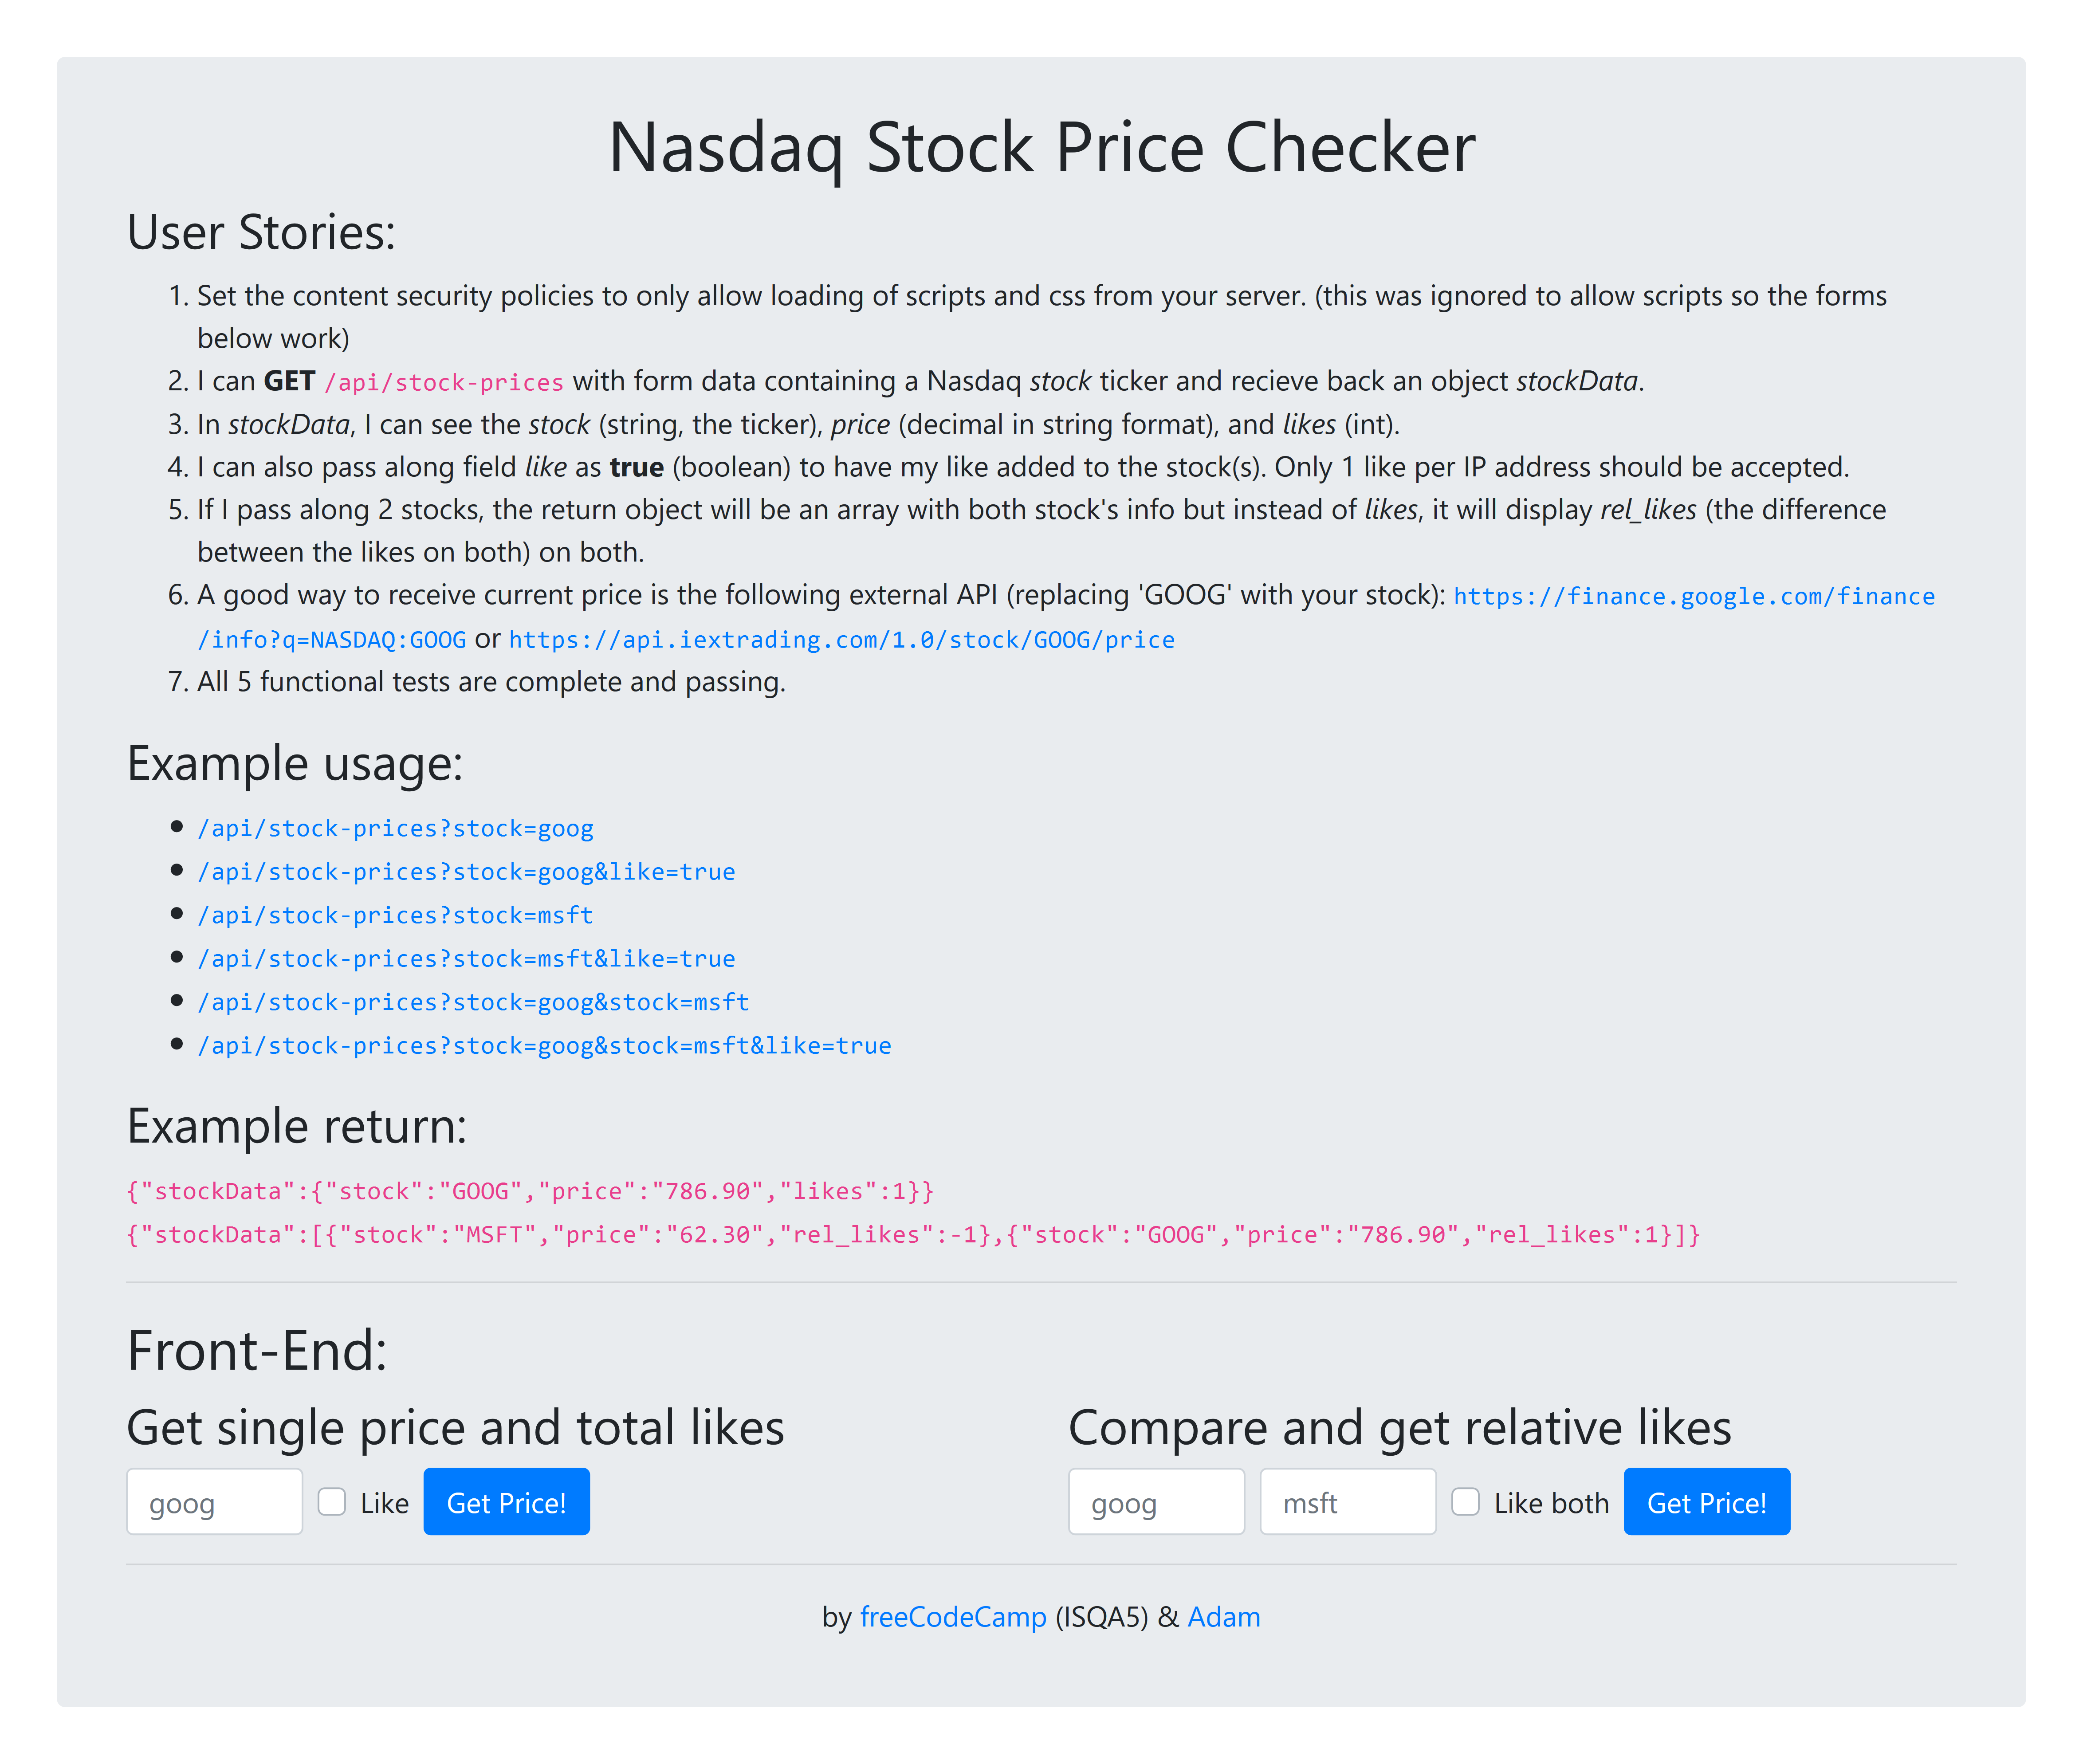 Nasdaq Stock Price Checker
User Stories:
1. Set the content security policies to only allow loading of scripts and css from your server. (this was ignored to allow scripts so the forms
below work)
2. I can GET /api/stock-prices with form data containing a Nasdaq stock ticker and recieve back an object stockData.
3. In stockData, I can see the stock (string, the ticker), price (decimal in string format), and likes (int).
4. I can also pass along field like as true (boolean) to have my like added to the stock(s). Only 1 like per IP address should be accepted.
5. If I pass along 2 stocks, the return object will be an array with both stock's info but instead of likes, it will display rel_likes (the difference
between the likes on both) on both.
6. A good way to receive current price is the following external API (replacing 'GOOG' with your stock): https://finance.google.com/finance
/info?q=NASDAQ:GOOG or https://api.iextrading.com/1.0/stock/GOOG/price
7. All 5 functional tests are complete and passing.
Example usage:
• /api/stock-prices?stock=goog
• /api/stock-prices?stock=goog&like=true
• /api/stock-prices?stock=msft
• /api/stock-prices?stock=msft&like=true
• /api/stock-prices?stock=goog&stock=msft
• /api/stock-prices?stock=goog&stock=msft&like=true
Example return:
{"stockData":{"stock":"GOOG","price":"786.90","likes":1}}
{"stockData":[{"stock":"MSFT","price":"62.30","rel_likes":-1},{"stock":"GOOG","price":"786.90","rel_likes":1}]}
Front-End:
Get single price and total likes
goog Like Get Price!
Compare and get relative likes
goog msft Like both Get Price!
by freeCodeCamp (ISQA5) & Adam